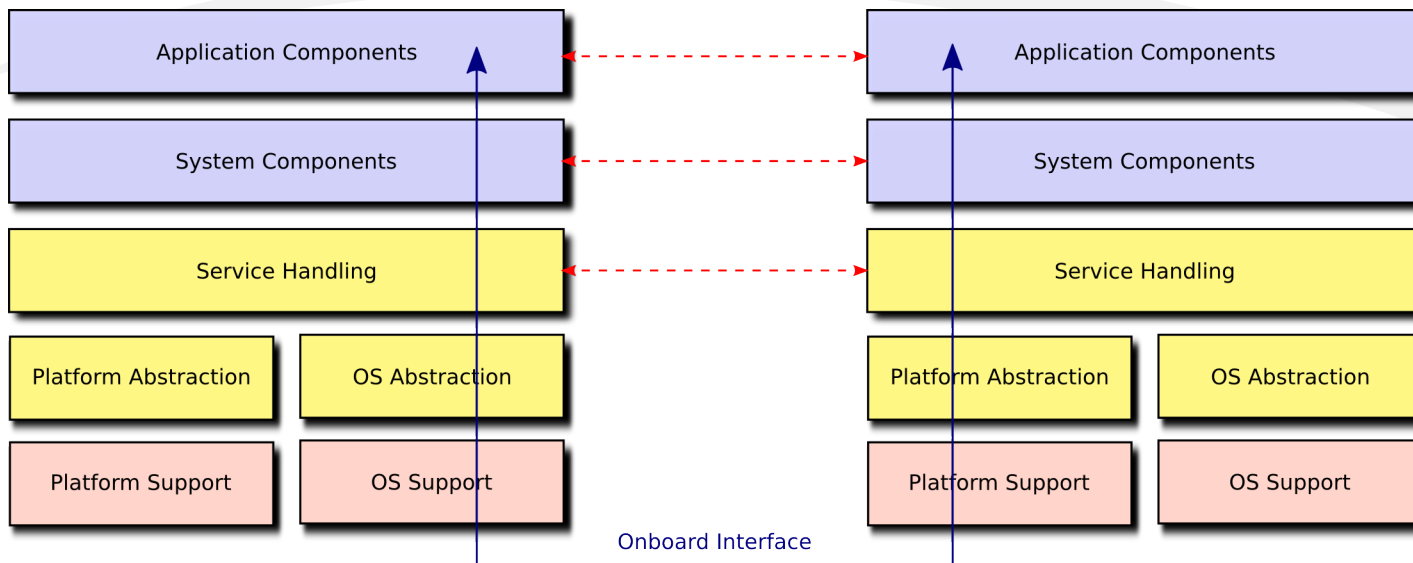 Application Components
Application Components
System Components
System Components
Service Handling
Service Handling
Platform Abstraction
OS Abstraction
Platform Abstraction
OS Abstraction
Platform Support
OS Support
Platform Support
OS Support
Onboard Interface